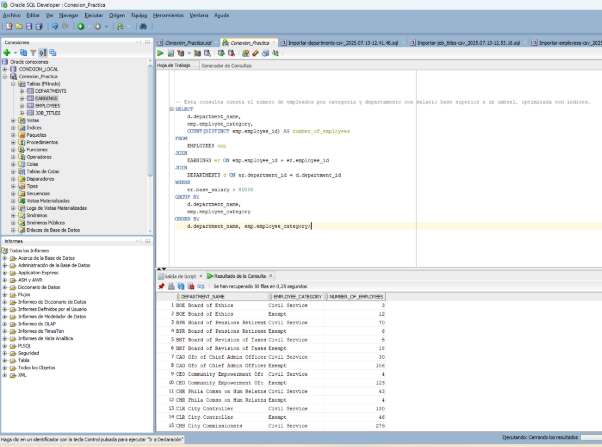 Oracle SQL Developer : Conexion_Practica
Archivo Editar Ver Navegar Ejecutar Origen Equipo Herramientas Ventana Ayuda
Conexiones
Conexion_Practica.sql
Conexion_Practica
Importar-departments-csv_2025.07.13-12.41.46.sql
Importar-job_titles-csv_2025.07.13-12.53.18.sql
Importar-employees-csv_2025
Hoja de Trabajo Generador de Consultas
Oracle conexiones
CONEXION_LOCAL
Conexion_Practica
Tablas (Filtrado)
DEPARTMENTS
EARNINGS
EMPLOYEES
JOB_TITLES
Vistas
Índices
Paquetes
Procedimientos
Funciones
Operadores
Colas
Tablas de Colas
Disparadores
Tipos
Secuencias
Vistas Materializadas
Logs de Vistas Materializadas
Sinónimos
Sinónimos Públicos
Enlaces de Base de Datos
-- Esta consulta cuenta el número de empleados por categoría y departamento con salario base superior a un umbral, optimizada con índices.
SELECT
d.department_name,
emp.employee_category,
COUNT(DISTINCT emp.employee_id) AS number_of_employees
FROM
EMPLOYEES emp
JOIN
EARNINGS er ON emp.employee_id = er.employee_id
JOIN
DEPARTMENTS d ON er.department_id = d.department_id
WHERE
er.base_salary > 80000
GROUP BY
d.department_name,
emp.employee_category
ORDER BY
d.department_name, emp.employee_category;
Informes
Todos los Informes
Acerca de la Base de Datos
Administración de la Base de Datos
Application Express
ASH y AWR
Diccionario de Datos
Flujos
Informes de Diccionario de Datos
Informes Definidos por el Usuario
Informes de Modelador de Datos
Informes de OLAP
Informes de TimesTen
Informes de Vista Analítica
PLSQL
Seguridad
Tabla
Todos los Objetos
XML
Salida de Script Resultado de la Consulta
SQL | Se han recuperado 50 filas en 0,25 segundos
DEPARTMENT_NAME EMPLOYEE_CATEGORY NUMBER_OF_EMPLOYEES
1 BOE Board of Ethics Civil Service 3
2 BOE Board of Ethics Exempt 12
3 BPR Board of Pensions Retirement Civil Service 70
4 BPR Board of Pensions Retirement Exempt 6
5 BRT Board of Revision of Taxes Civil Service 5
6 BRT Board of Revision of Taxes Exempt 18
7 CAO Ofc of Chief Admin Officer Civil Service 30
8 CAO Ofc of Chief Admin Officer Exempt 106
9 CEO Community Empowerment Ofc Civil Service 4
10 CEO Community Empowerment Ofc Exempt 123
11 CHR Phila Comms on Hum Relatns Civil Service 43
12 CHR Phila Comms on Hum Relatns Exempt 4
13 CLR City Controller Civil Service 130
14 CLR City Controller Exempt 46
15 CMS City Commissioners Civil Service 279
Haga clic en un identificador con la tecla Control pulsada para ejecutar "Ir a Declaración"
Ejecutando: Cerrando los resultados